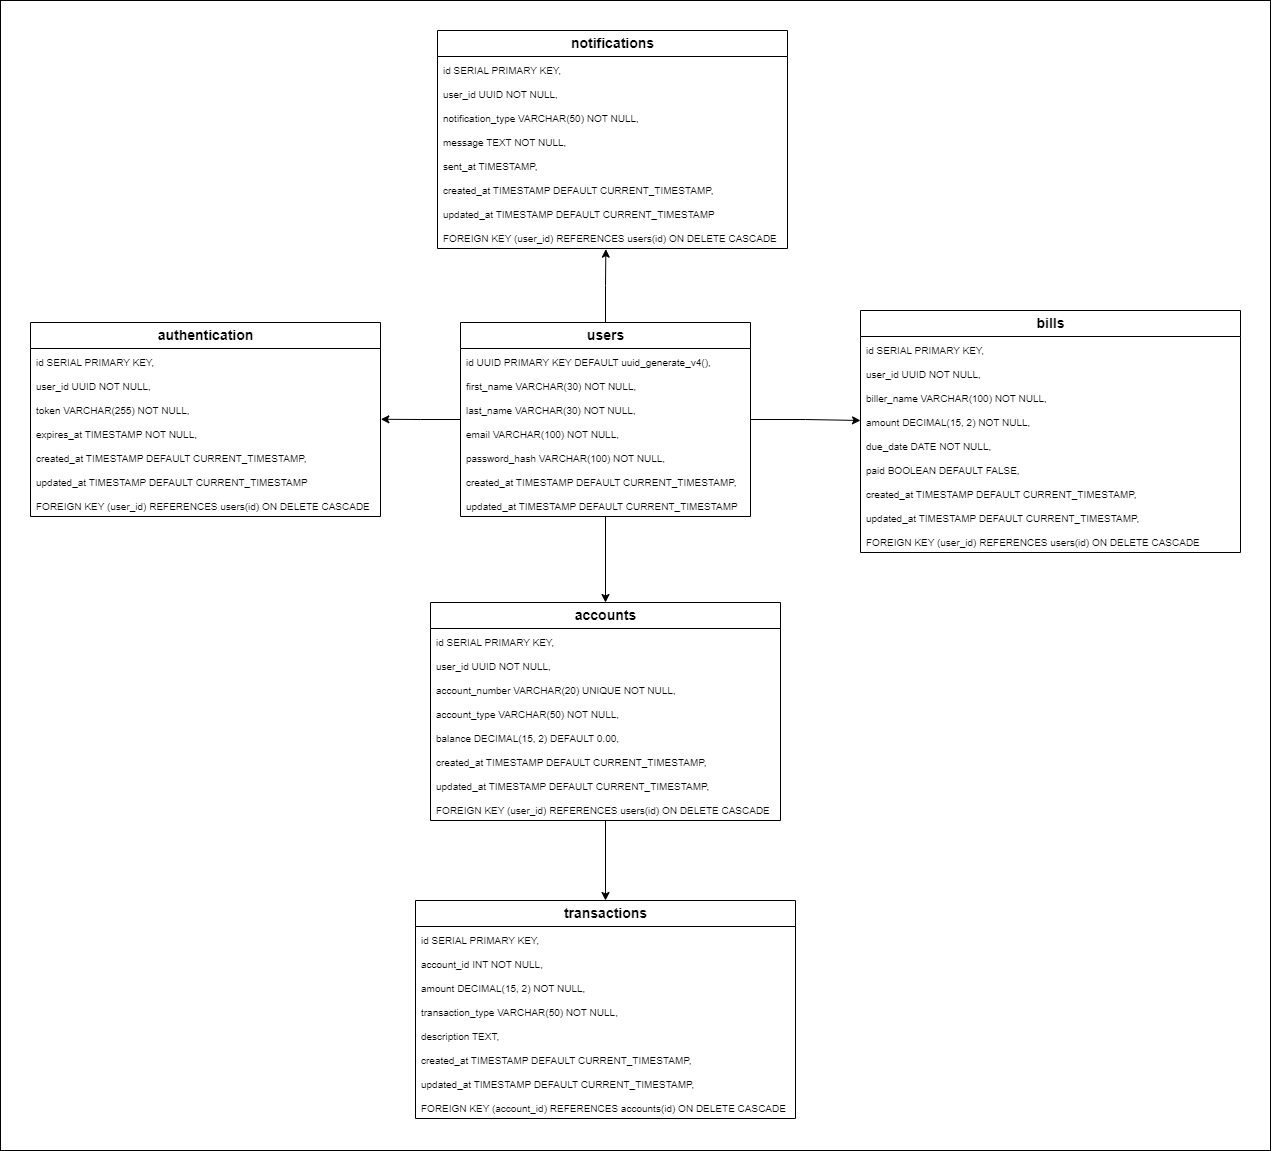 notifications
id SERIAL PRIMARY KEY,
user_id UUID NOT NULL,
notification_type VARCHAR(50) NOT NULL,
message TEXT NOT NULL,
sent_at TIMESTAMP,
created_at TIMESTAMP DEFAULT CURRENT_TIMESTAMP,
updated_at TIMESTAMP DEFAULT CURRENT_TIMESTAMP
FOREIGN KEY (user_id) REFERENCES users(id) ON DELETE CASCADE
authentication
id SERIAL PRIMARY KEY,
user_id UUID NOT NULL,
token VARCHAR(255) NOT NULL,
expires_at TIMESTAMP NOT NULL,
created_at TIMESTAMP DEFAULT CURRENT_TIMESTAMP,
updated_at TIMESTAMP DEFAULT CURRENT_TIMESTAMP
FOREIGN KEY (user_id) REFERENCES users(id) ON DELETE CASCADE
users
id UUID PRIMARY KEY DEFAULT uuid_generate_v4(),
first_name VARCHAR(30) NOT NULL,
last_name VARCHAR(30) NOT NULL,
email VARCHAR(100) NOT NULL,
password_hash VARCHAR(100) NOT NULL,
created_at TIMESTAMP DEFAULT CURRENT_TIMESTAMP,
updated_at TIMESTAMP DEFAULT CURRENT_TIMESTAMP
bills
id SERIAL PRIMARY KEY,
user_id UUID NOT NULL,
biller_name VARCHAR(100) NOT NULL,
amount DECIMAL(15, 2) NOT NULL,
due_date DATE NOT NULL,
paid BOOLEAN DEFAULT FALSE,
created_at TIMESTAMP DEFAULT CURRENT_TIMESTAMP,
updated_at TIMESTAMP DEFAULT CURRENT_TIMESTAMP,
FOREIGN KEY (user_id) REFERENCES users(id) ON DELETE CASCADE
accounts
id SERIAL PRIMARY KEY,
user_id UUID NOT NULL,
account_number VARCHAR(20) UNIQUE NOT NULL,
account_type VARCHAR(50) NOT NULL,
balance DECIMAL(15, 2) DEFAULT 0.00,
created_at TIMESTAMP DEFAULT CURRENT_TIMESTAMP,
updated_at TIMESTAMP DEFAULT CURRENT_TIMESTAMP,
FOREIGN KEY (user_id) REFERENCES users(id) ON DELETE CASCADE
transactions
id SERIAL PRIMARY KEY,
account_id INT NOT NULL,
amount DECIMAL(15, 2) NOT NULL,
transaction_type VARCHAR(50) NOT NULL,
description TEXT,
created_at TIMESTAMP DEFAULT CURRENT_TIMESTAMP,
updated_at TIMESTAMP DEFAULT CURRENT_TIMESTAMP,
FOREIGN KEY (account_id) REFERENCES accounts(id) ON DELETE CASCADE